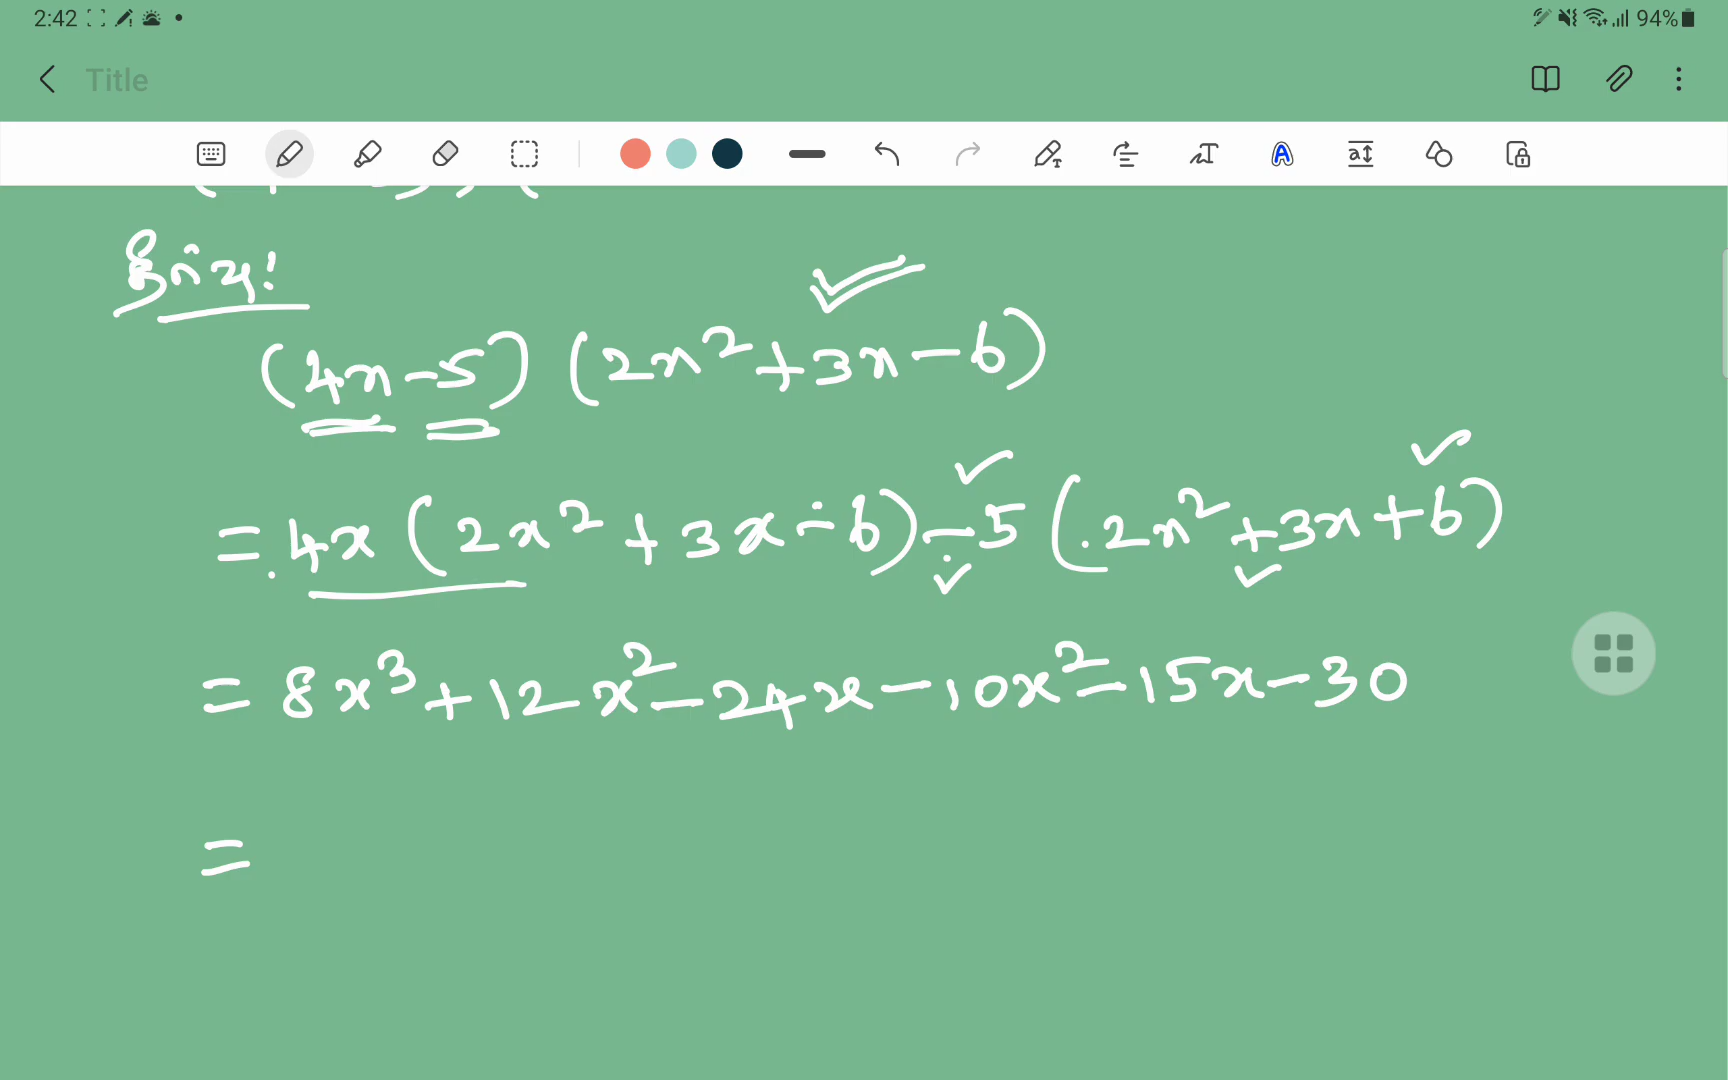 2:42 94%
Title
தீர்வு:
(4x - 5) (2x² + 3x - 6)
= 4x (2x² + 3x - 6) - 5 (2x² + 3x + 6)
= 8x³ + 12x² - 24x - 10x² - 15x - 30
=